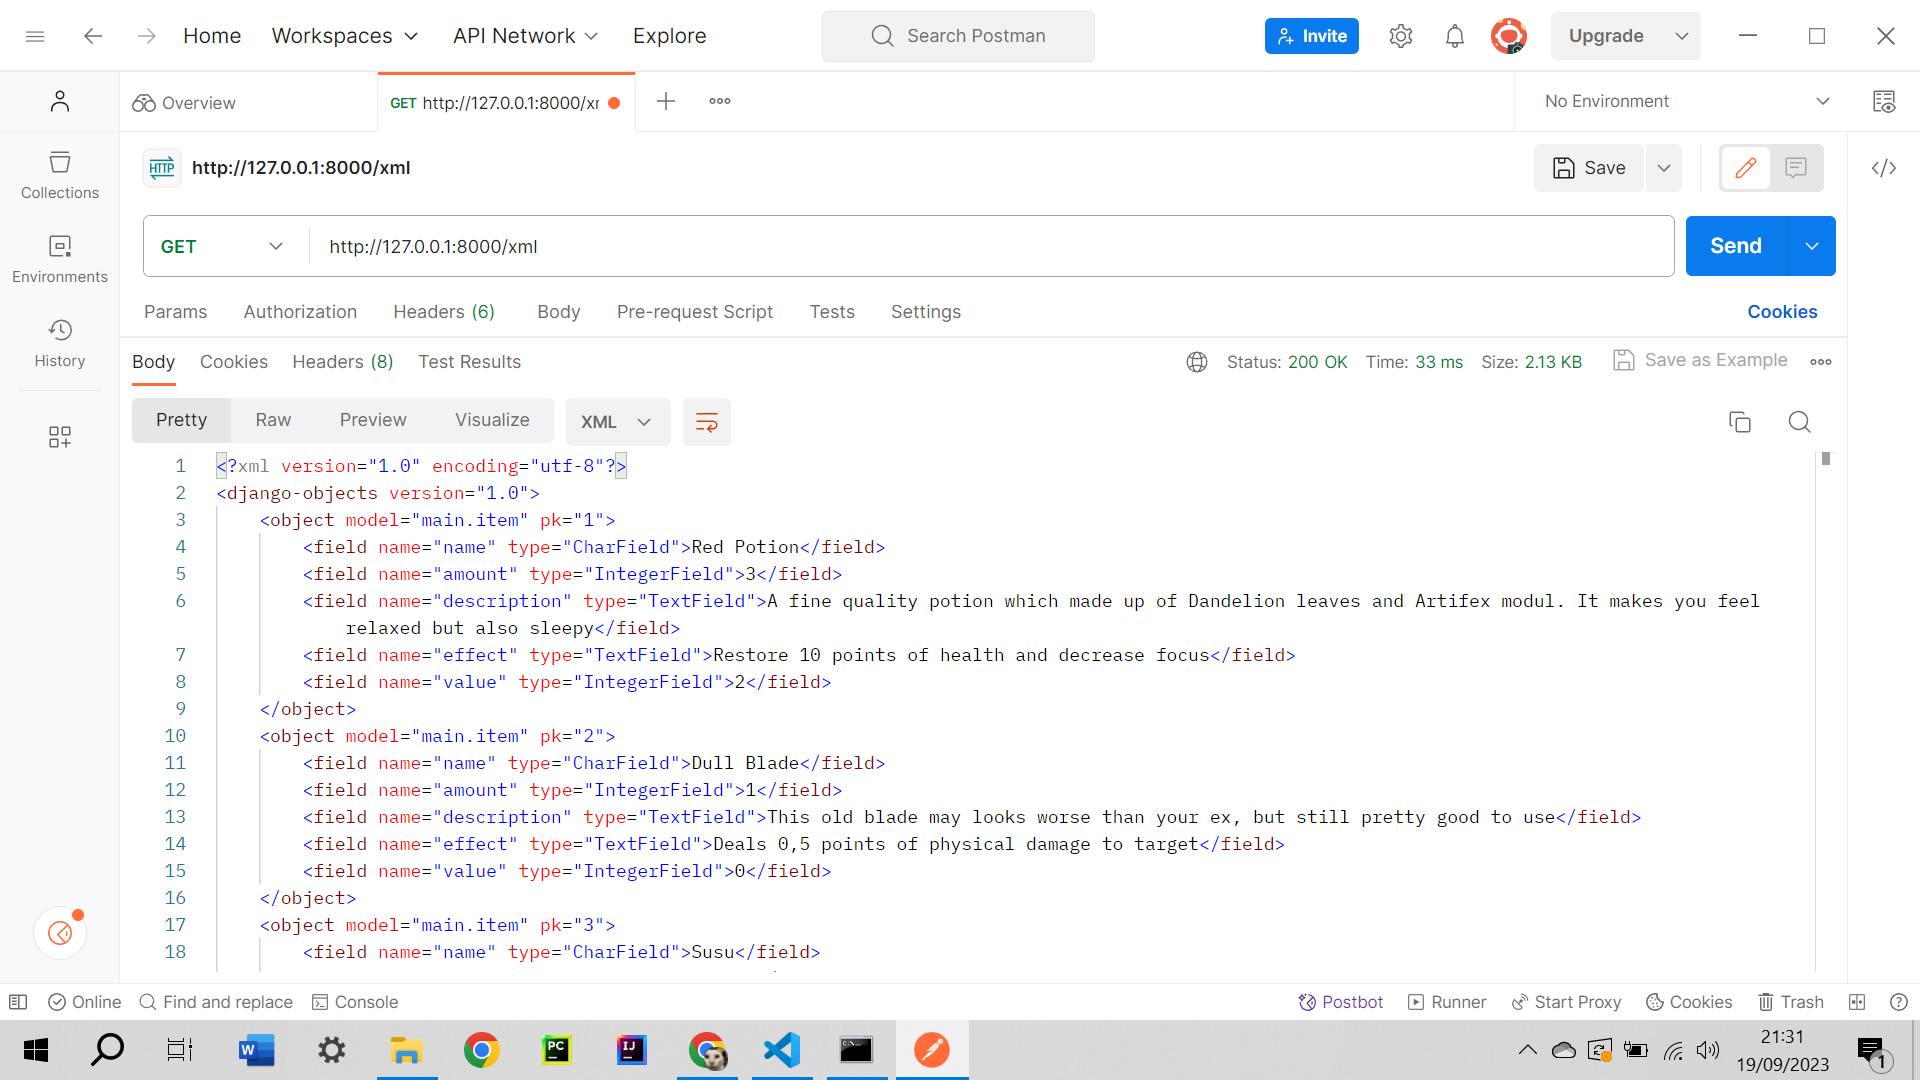 Home Workspaces API Network Explore Search Postman Invite Upgrade
Overview GET http://127.0.0.1:8000/xm No Environment
HTTP http://127.0.0.1:8000/xml Save
GET http://127.0.0.1:8000/xml Send
Collections
Environments
History
Params Authorization Headers (6) Body Pre-request Script Tests Settings Cookies
Body Cookies Headers (8) Test Results Status: 200 OK Time: 33 ms Size: 2.13 KB Save as Example
Pretty Raw Preview Visualize XML
1 <?xml version="1.0" encoding="utf-8"?>
2 <django-objects version="1.0">
3 <object model="main.item" pk="1">
4 <field name="name" type="CharField">Red Potion</field>
5 <field name="amount" type="IntegerField">3</field>
6 <field name="description" type="TextField">A fine quality potion which made up of Dandelion leaves and Artifex modul. It makes you feel
relaxed but also sleepy</field>
7 <field name="effect" type="TextField">Restore 10 points of health and decrease focus</field>
8 <field name="value" type="IntegerField">2</field>
9 </object>
10 <object model="main.item" pk="2">
11 <field name="name" type="CharField">Dull Blade</field>
12 <field name="amount" type="IntegerField">1</field>
13 <field name="description" type="TextField">This old blade may looks worse than your ex, but still pretty good to use</field>
14 <field name="effect" type="TextField">Deals 0,5 points of physical damage to target</field>
15 <field name="value" type="IntegerField">0</field>
16 </object>
17 <object model="main.item" pk="3">
18 <field name="name" type="CharField">Susu</field>
Online Find and replace Console Postbot Runner Start Proxy Cookies Trash
W PC IJ C:\_ 21:31 1
19/09/2023